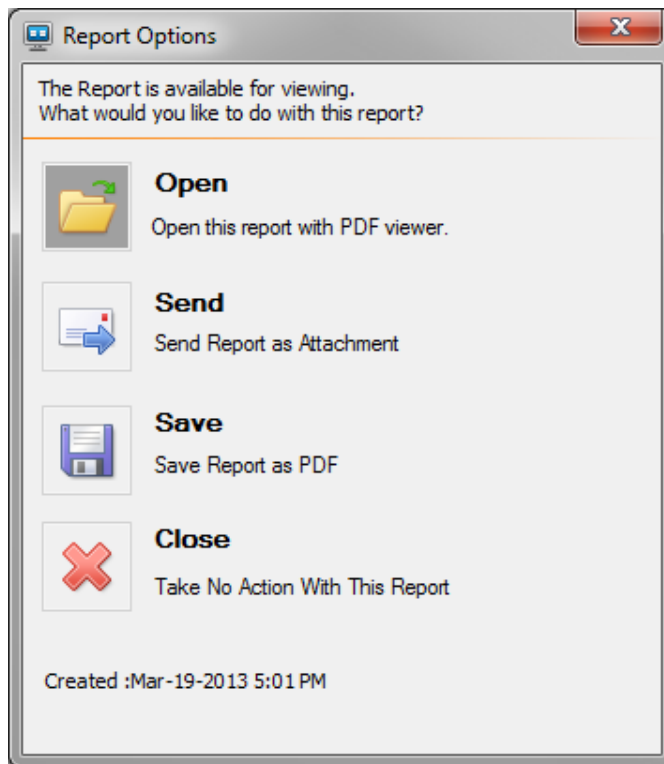 Report Options
The Report is available for viewing.
What would you like to do with this report?
Open
Open this report with PDF viewer.
Send
Send Report as Attachment
Save
Save Report as PDF
Close
Take No Action With This Report
Created :Mar-19-2013 5:01 PM